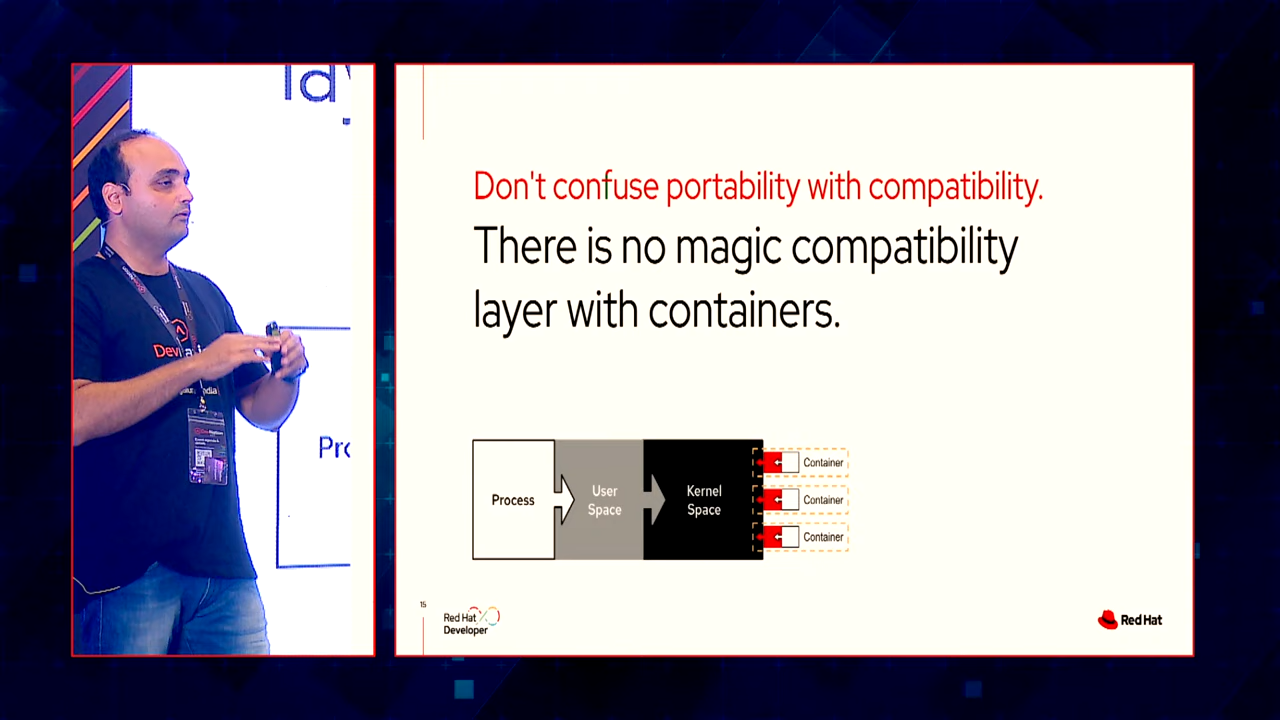 Don't confuse portability with compatibility.
There is no magic compatibility
layer with containers.
Process
User
Space
Kernel
Space
Container
Container
Container
15
Red Hat
Developer
Red Hat